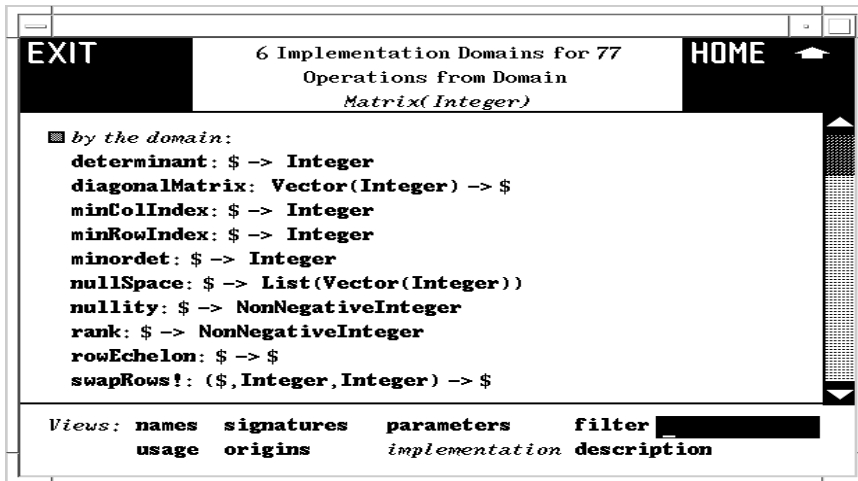 EXIT
6 Implementation Domains for 77
Operations from Domain
Matrix(Integer)
HOME
by the domain:
determinant: $ -> Integer
diagonalMatrix: Vector(Integer) -> $
minColIndex: $ -> Integer
minRowIndex: $ -> Integer
minordet: $ -> Integer
nullSpace: $ -> List(Vector(Integer))
nullity: $ -> NonNegativeInteger
rank: $ -> NonNegativeInteger
rowEchelon: $ -> $
swapRows!: ($,Integer,Integer) -> $
Views: names signatures parameters filter
usage origins implementation description